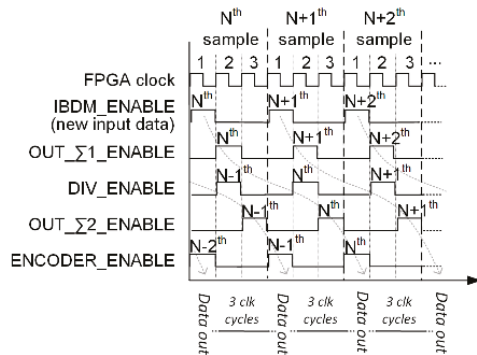 Nth N+1th N+2th
sample sample sample
1 2 3 1 2 3 1 2 3 ...
FPGA clock
IBDM_ENABLE Nth N+1th N+2th
(new input data)
OUT_∑1_ENABLE Nth N+1th N+2th
DIV_ENABLE N-1th Nth N+1th
OUT_∑2_ENABLE N-1th Nth N+1th
ENCODER_ENABLE N-2th N-1th Nth
Data out 3 clk cycles Data out 3 clk cycles Data out 3 clk cycles Data out